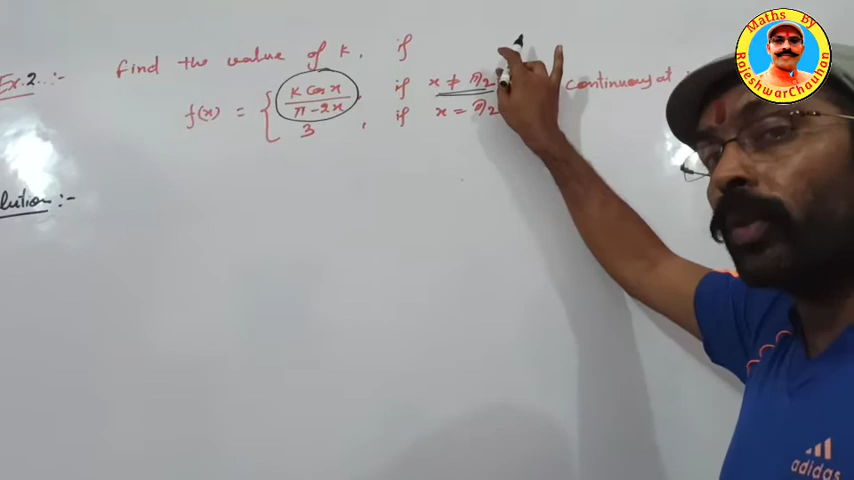 Ex.2..:-
find the value of K, if
f(x) = { K Cos x / π - 2x , if x ≠ π/2 continuous at
3 , if x = π/2
lution :-
Maths By
RajeshwarChauhan
adidas